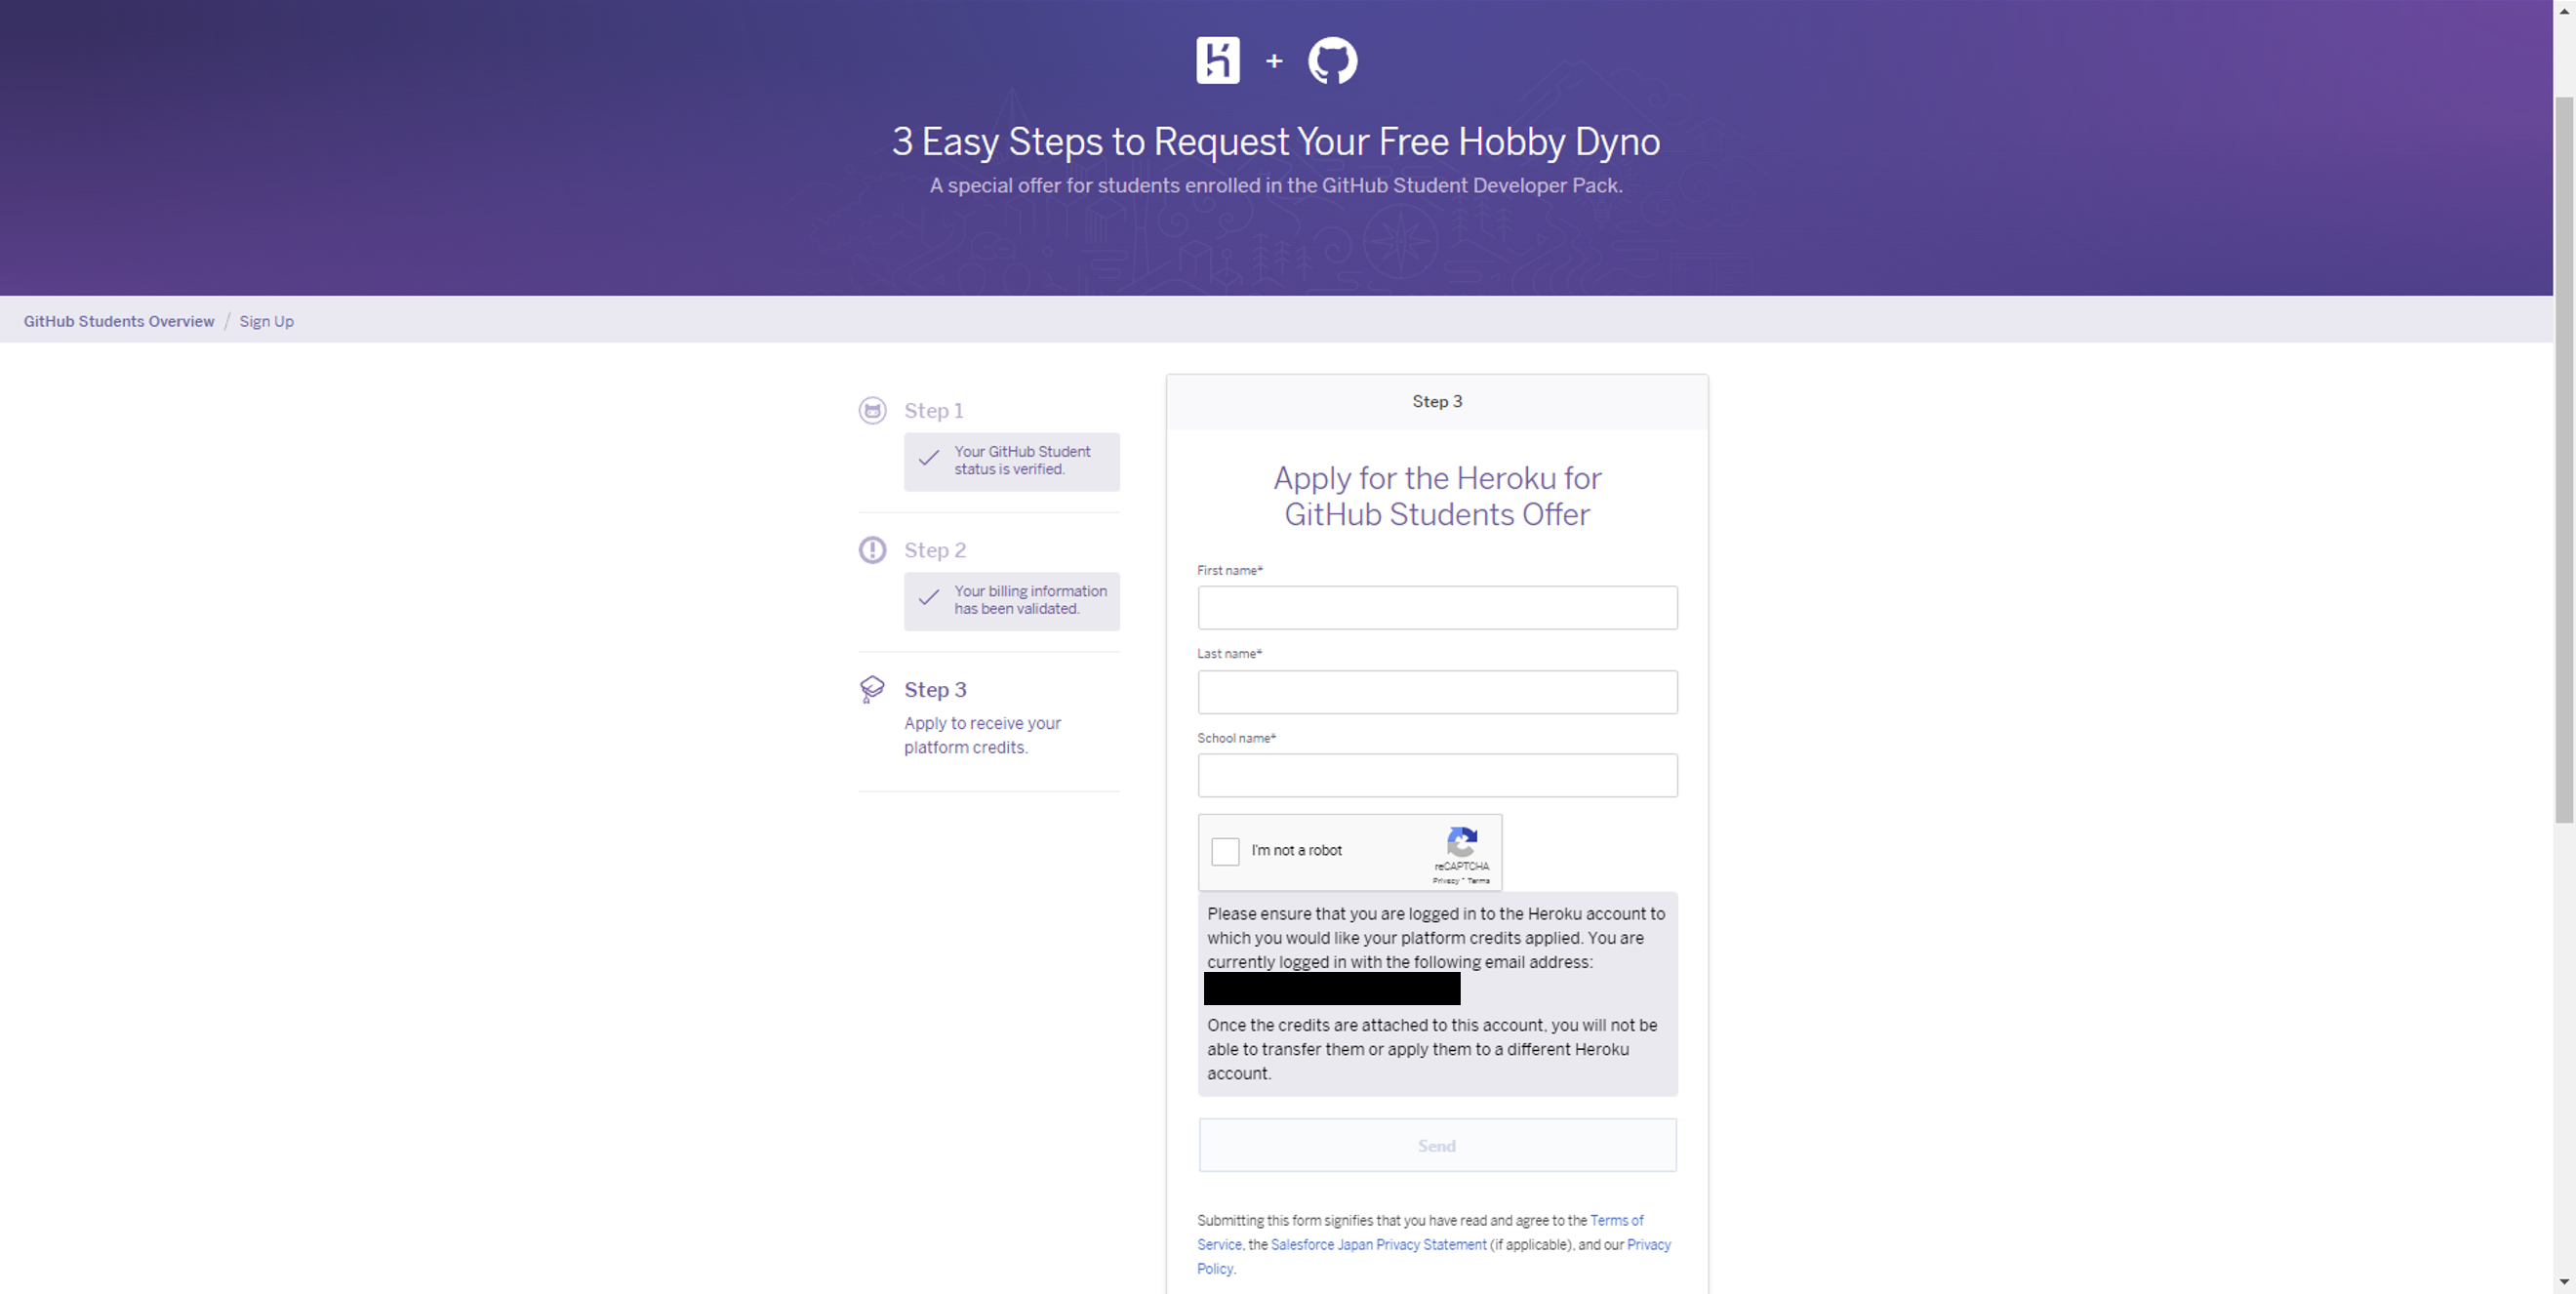 +
3 Easy Steps to Request Your Free Hobby Dyno
A special offer for students enrolled in the GitHub Student Developer Pack.
GitHub Students Overview / Sign Up
Step 1
Your GitHub Student
status is verified.
Step 2
Your billing information
has been validated.
Step 3
Apply to receive your
platform credits.
Step 3
Apply for the Heroku for
GitHub Students Offer
First name*
Last name*
School name*
I'm not a robot
reCAPTCHA
Privacy - Terms
Please ensure that you are logged in to the Heroku account to
which you would like your platform credits applied. You are
currently logged in with the following email address:
Once the credits are attached to this account, you will not be
able to transfer them or apply them to a different Heroku
account.
Send
Submitting this form signifies that you have read and agree to the Terms of
Service, the Salesforce Japan Privacy Statement (if applicable), and our Privacy
Policy.